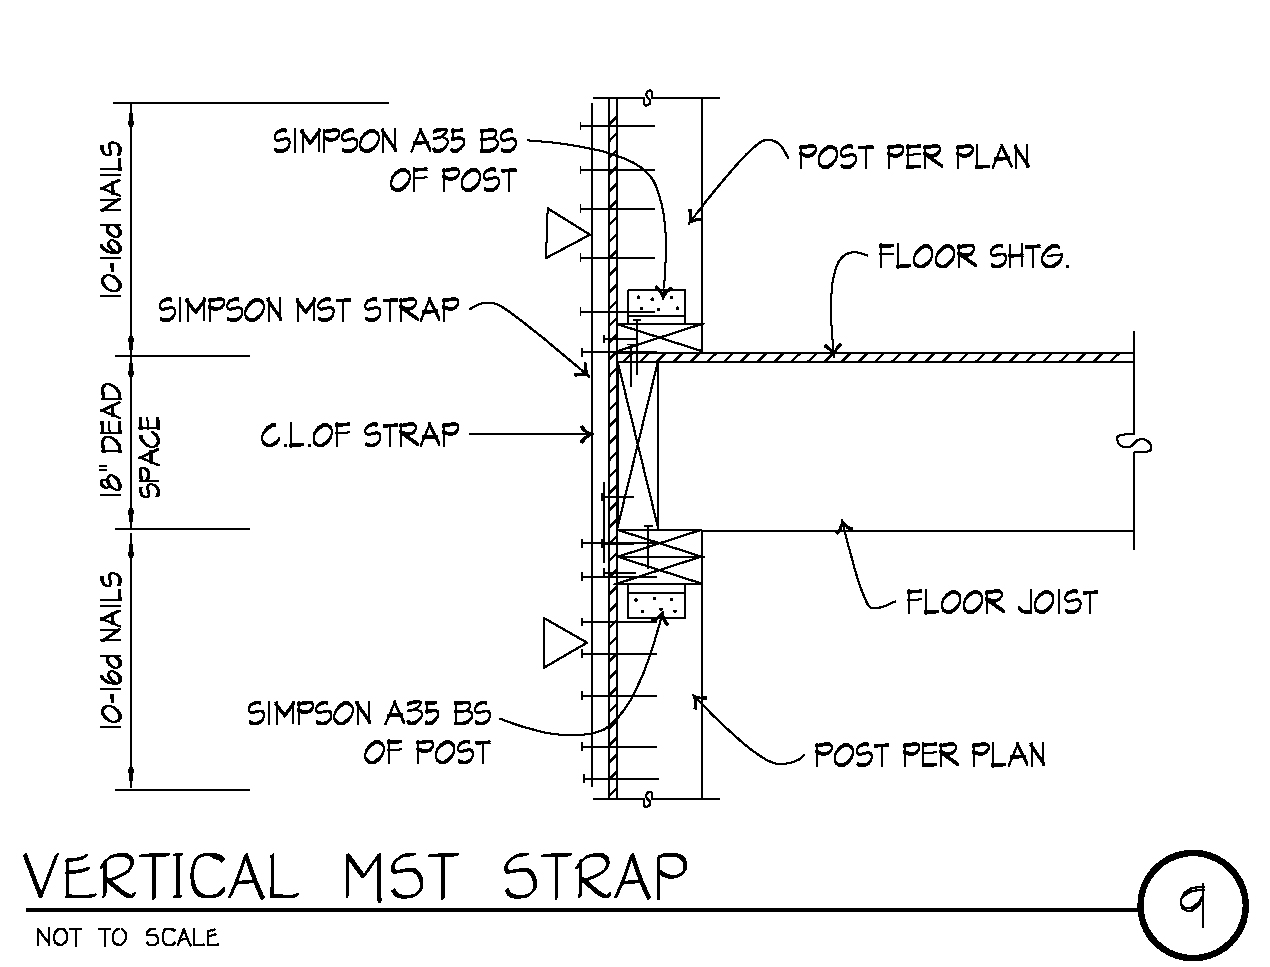 SIMPSON A35 BS
OF POST
POST PER PLAN
10-16d NAILS
FLOOR SHTG.
SIMPSON MST STRAP
18" DEAD
SPACE
C.L.OF STRAP
FLOOR JOIST
10-16d NAILS
SIMPSON A35 BS
OF POST
POST PER PLAN
VERTICAL MST STRAP
9
NOT TO SCALE